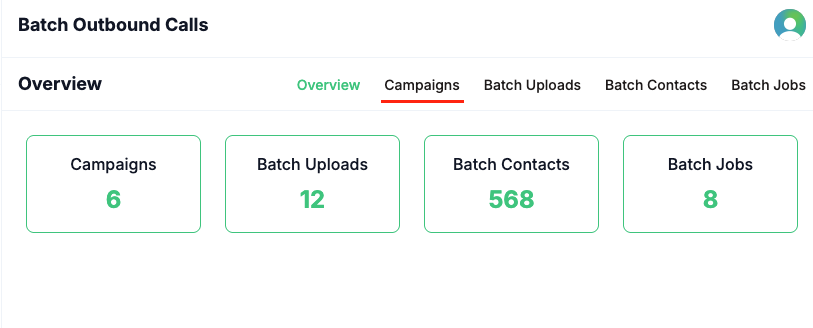 Batch Outbound Calls
Overview
Overview Campaigns Batch Uploads Batch Contacts Batch Jobs
Campaigns
6
Batch Uploads
12
Batch Contacts
568
Batch Jobs
8